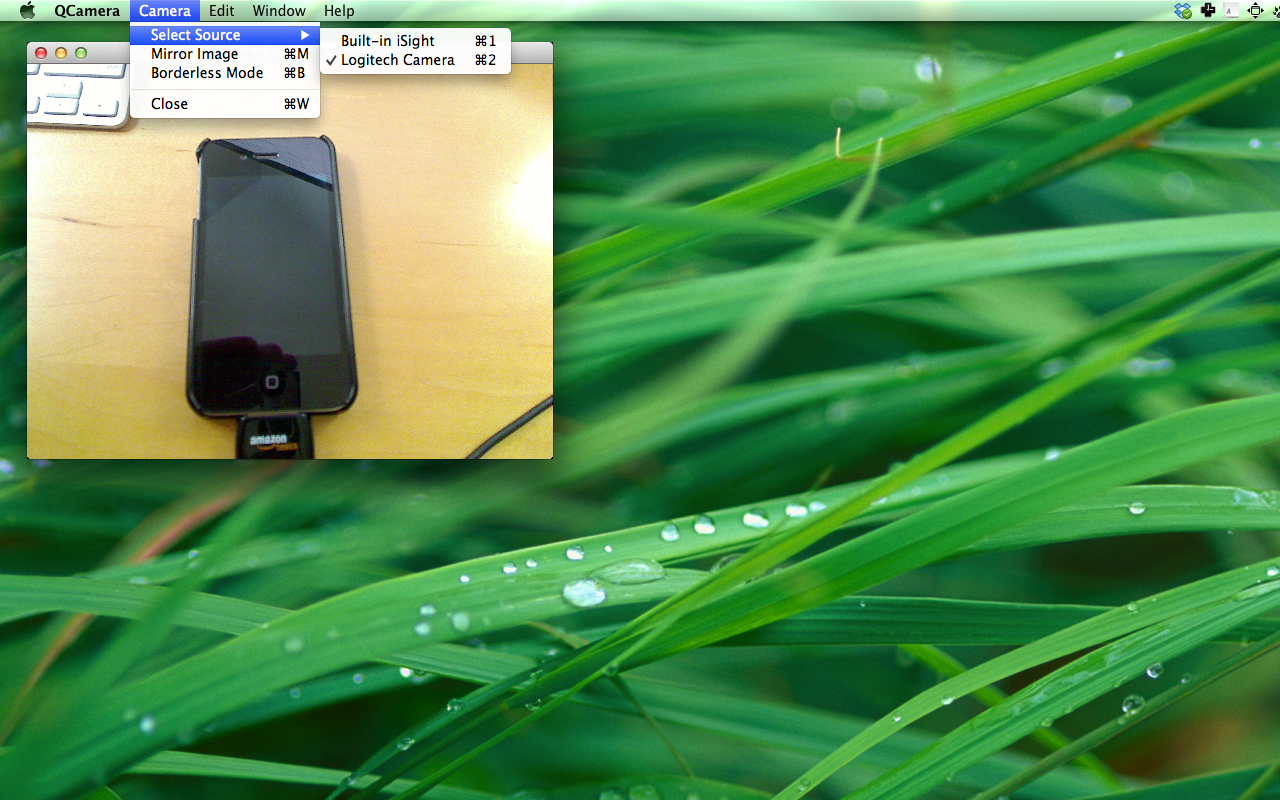 QCamera Camera Edit Window Help
Select Source
Mirror Image ⌘M
Borderless Mode ⌘B
Close ⌘W
Built-in iSight ⌘1
✓ Logitech Camera ⌘2
amazon